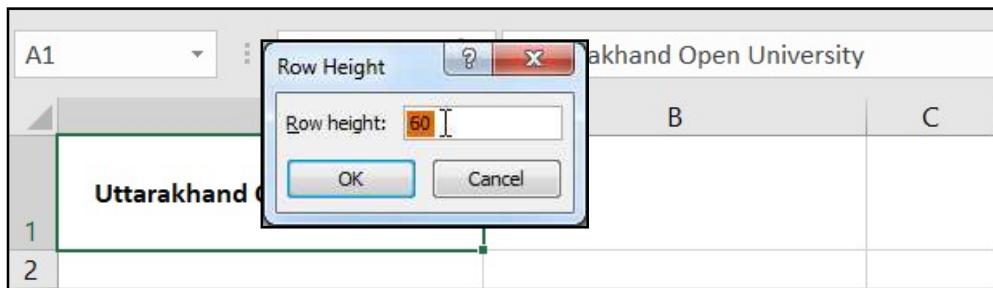 A1
Row Height
akhand Open University
Row height: 60
B
C
OK
Cancel
Uttarakhand
1
2